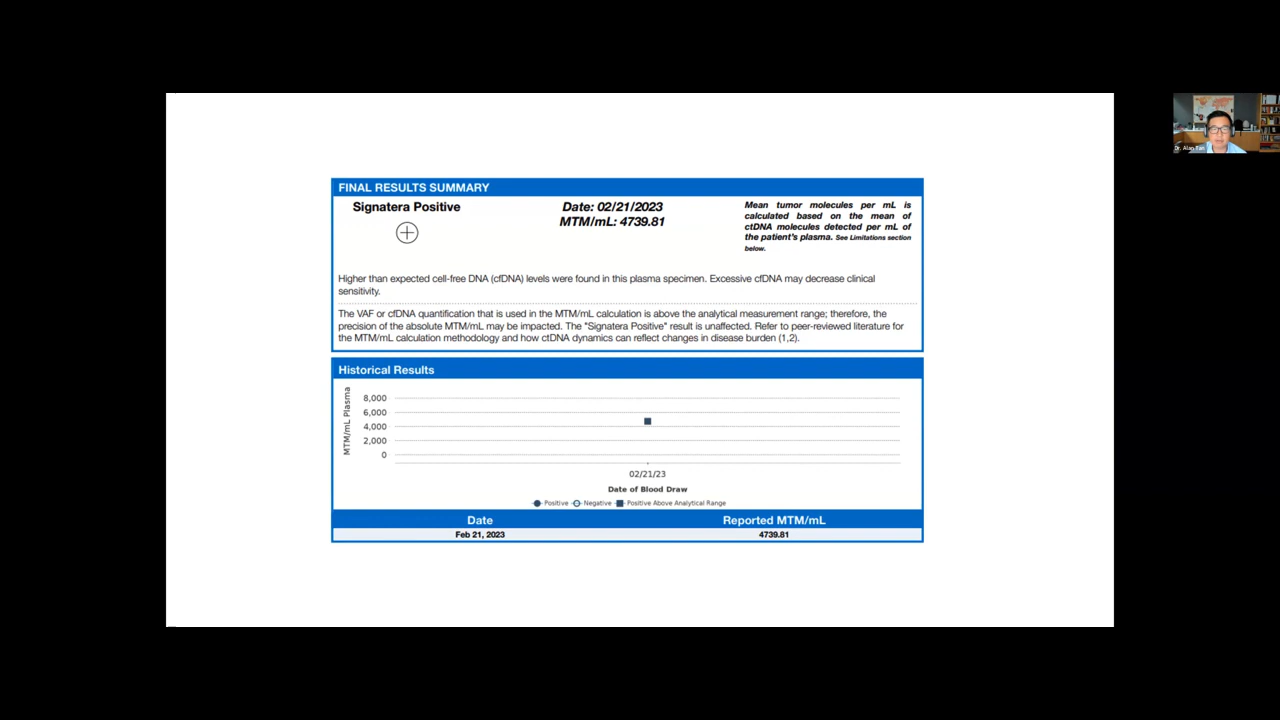 FINAL RESULTS SUMMARY
Signatera Positive
Date: 02/21/2023
MTM/mL: 4739.81
Mean tumor molecules per mL is
calculated based on the mean of
ctDNA molecules detected per mL of
the patient's plasma. See Limitations section
below.
Higher than expected cell-free DNA (cfDNA) levels were found in this plasma specimen. Excessive cfDNA may decrease clinical
sensitivity.
The VAF or cfDNA quantification that is used in the MTM/mL calculation is above the analytical measurement range; therefore, the
precision of the absolute MTM/mL may be impacted. The "Signatera Positive" result is unaffected. Refer to peer-reviewed literature for
the MTM/mL calculation methodology and how ctDNA dynamics can reflect changes in disease burden (1,2).
Historical Results
MTM/mL Plasma
8,000
6,000
4,000
2,000
0
02/21/23
Date of Blood Draw
Positive Negative Positive Above Analytical Range
Date Reported MTM/mL
Feb 21, 2023 4739.81
Dr. Alan Tan